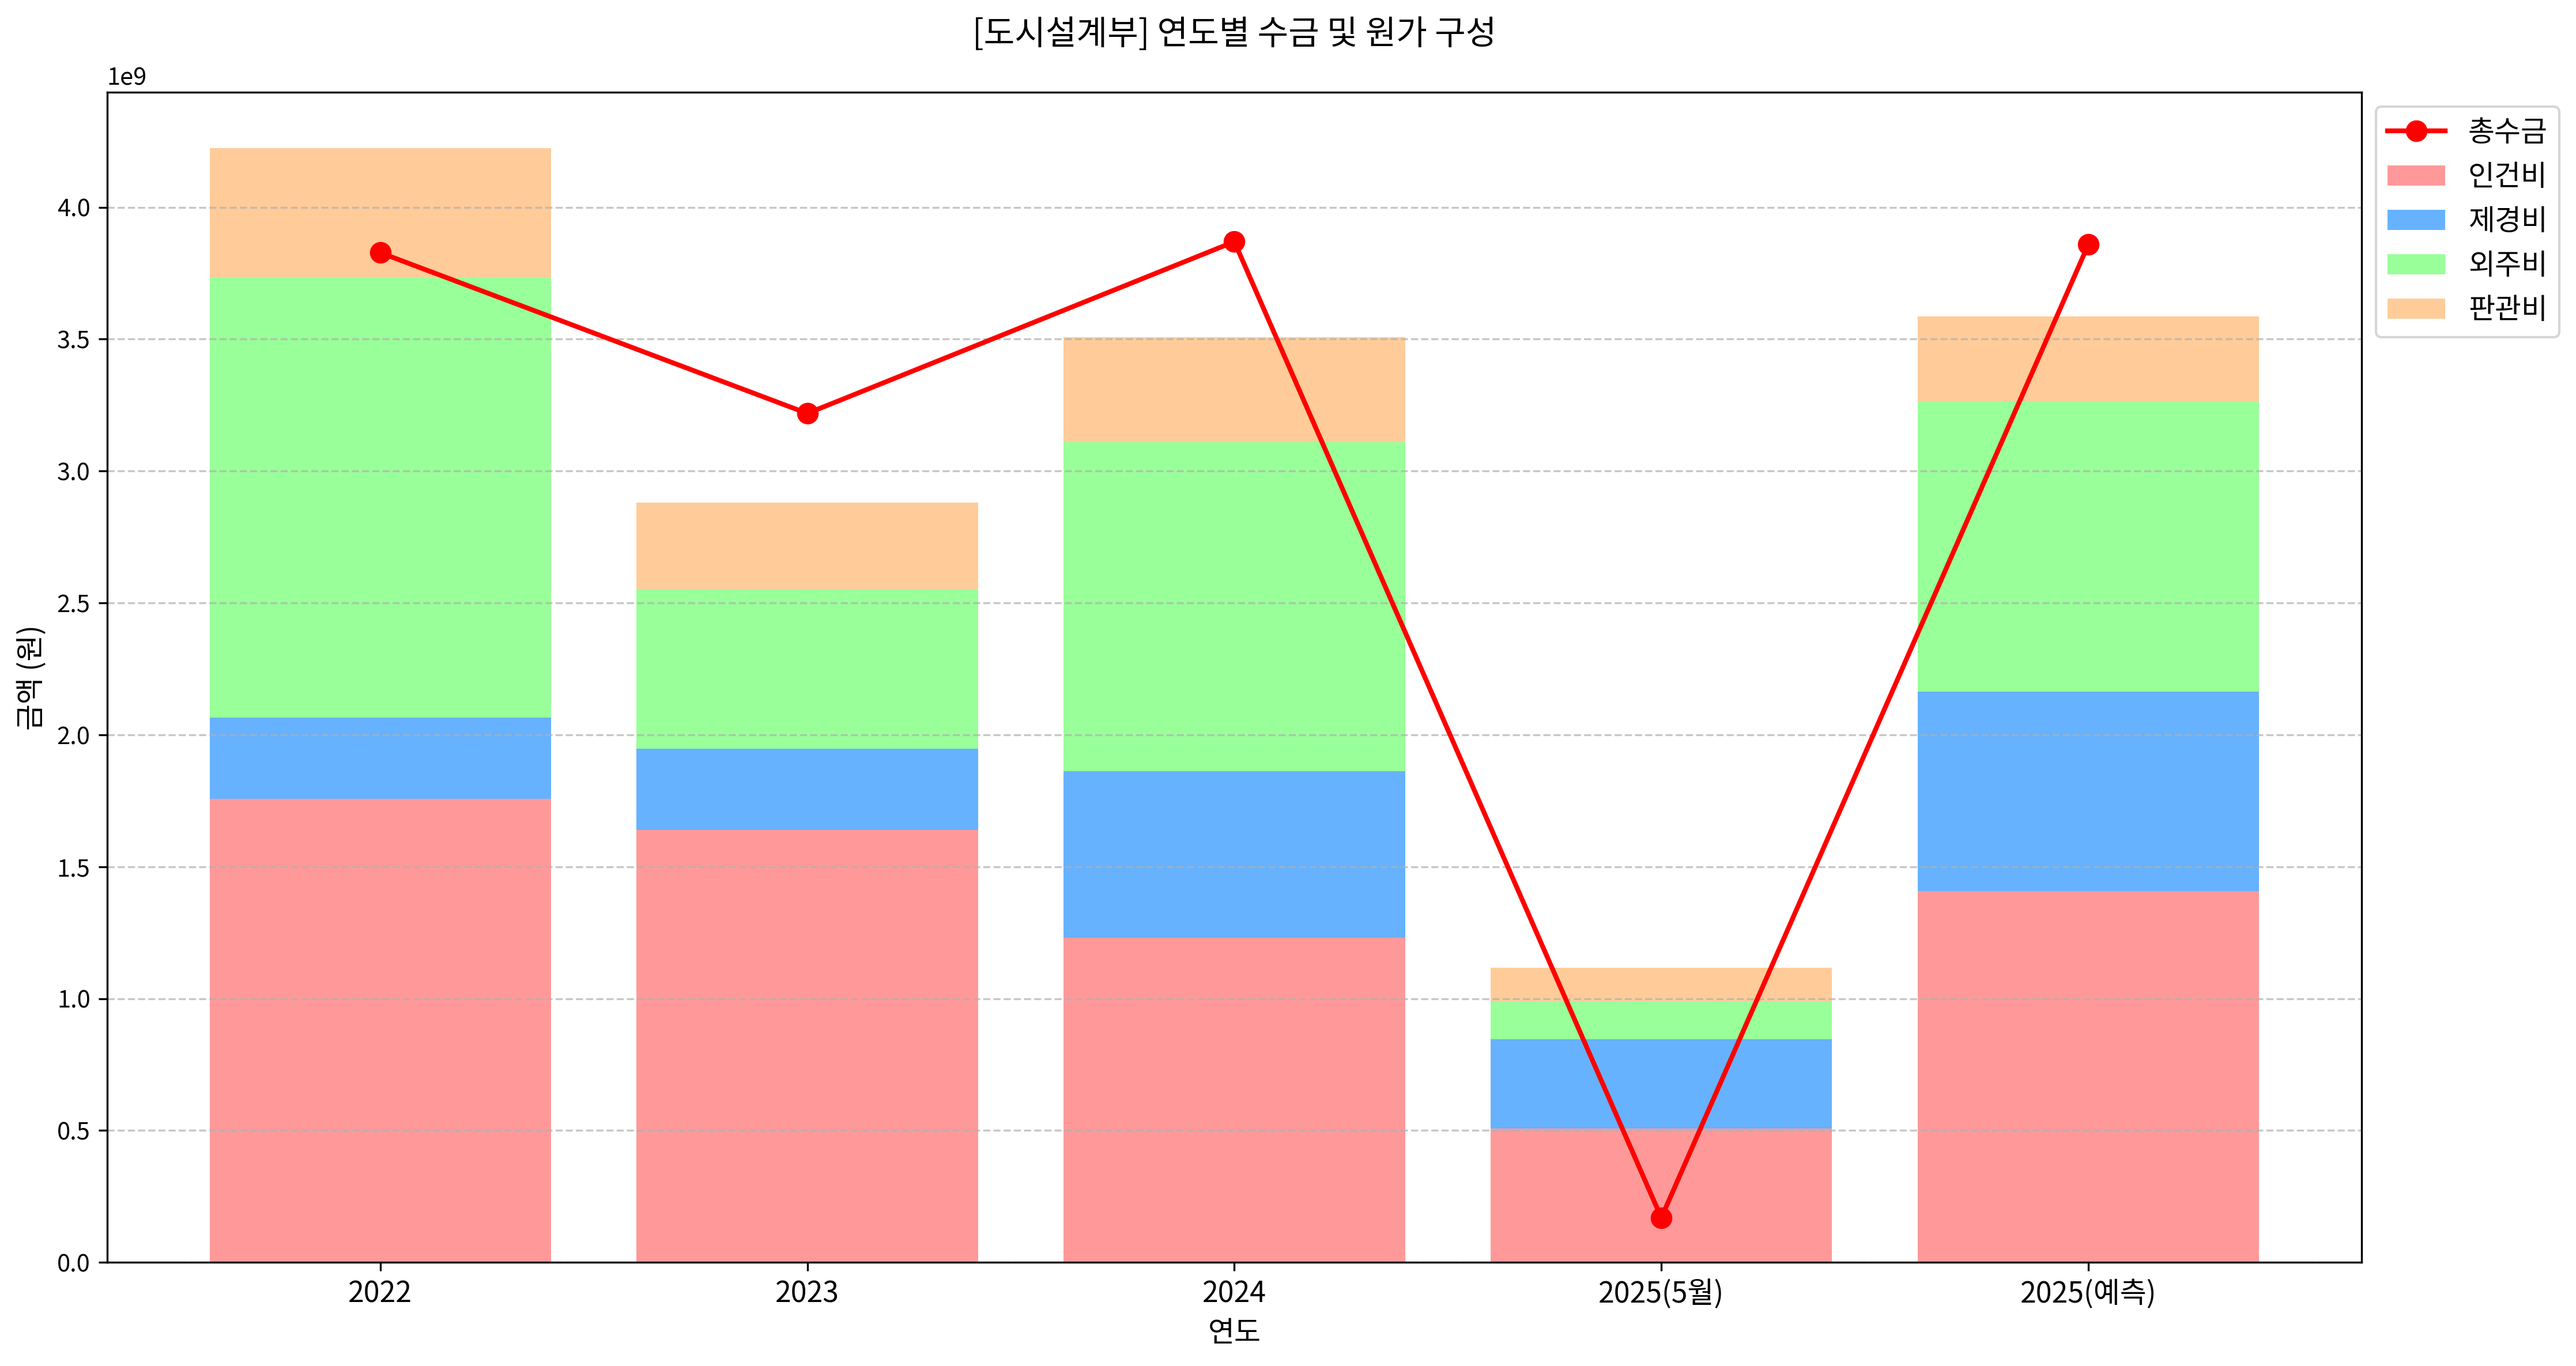 [도시설계부] 연도별 수금 및 원가 구성
1e9
4.0
3.5
3.0
2.5
2.0
1.5
1.0
0.5
0.0
금액 (원)
2022
2023
2024
2025(5월)
2025(예측)
연도
총수금
인건비
제경비
외주비
판관비